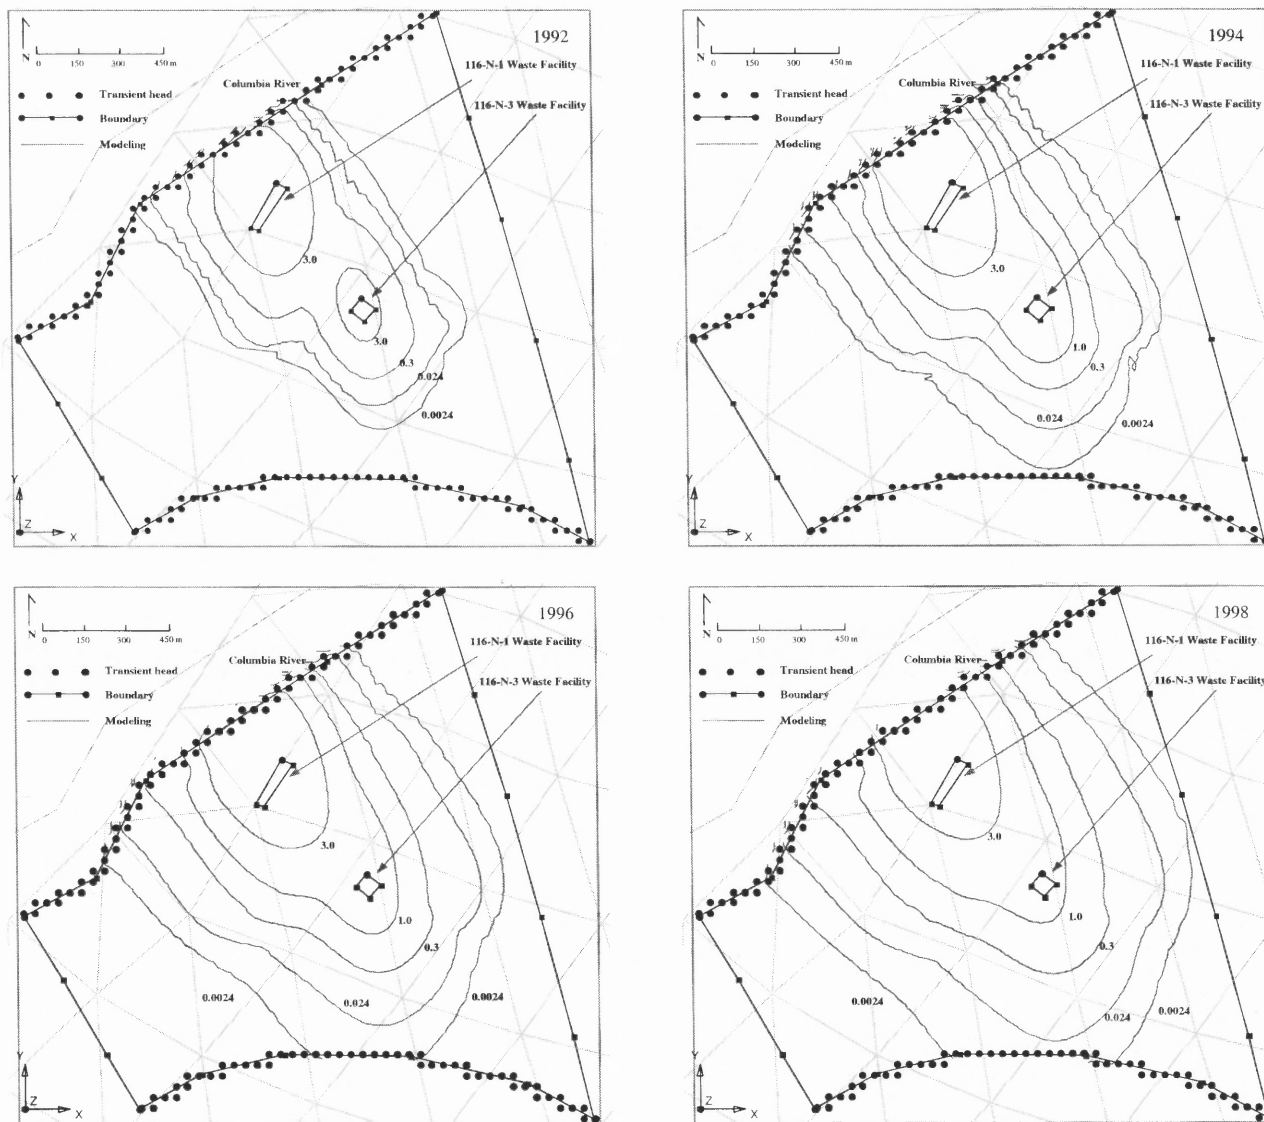 1992
N
0 150 300 450 m
116-N-1 Waste Facility
Columbia River
Transient head
116-N-3 Waste Facility
Boundary
Modeling
3.0
3.0
0.3
0.024
0.0024
Y
Z
X
1994
N
0 150 300 450 m
116-N-1 Waste Facility
Columbia River
Transient head
116-N-3 Waste Facility
Boundary
Modeling
3.0
1.0
0.3
0.024
0.0024
Y
Z
X
1996
N
0 150 300 450 m
116-N-1 Waste Facility
Columbia River
Transient head
116-N-3 Waste Facility
Boundary
Modeling
3.0
1.0
0.3
0.0024
0.024
0.0024
Y
Z
X
1998
N
0 150 300 450 m
116-N-1 Waste Facility
Columbia River
Transient head
116-N-3 Waste Facility
Boundary
Modeling
3.0
1.0
0.3
0.0024
0.024
0.0024
Y
Z
X